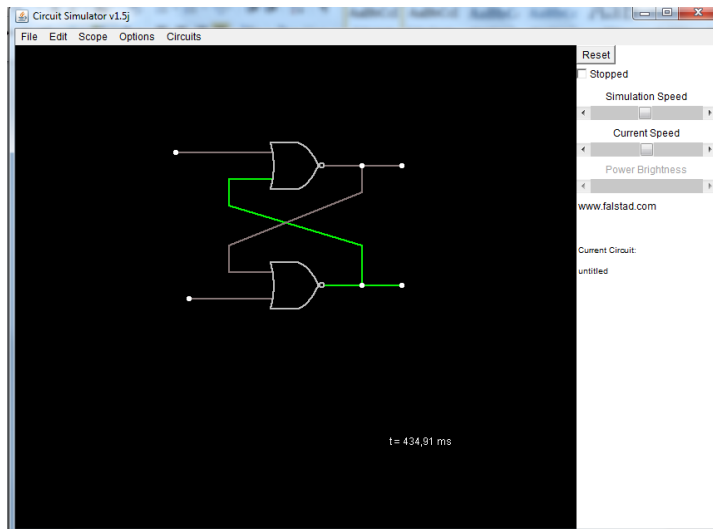 Circuit Simulator v1.5j
File Edit Scope Options Circuits
Reset
Stopped
Simulation Speed
Current Speed
Power Brightness
www.falstad.com
Current Circuit:
untitled
t = 434,91 ms